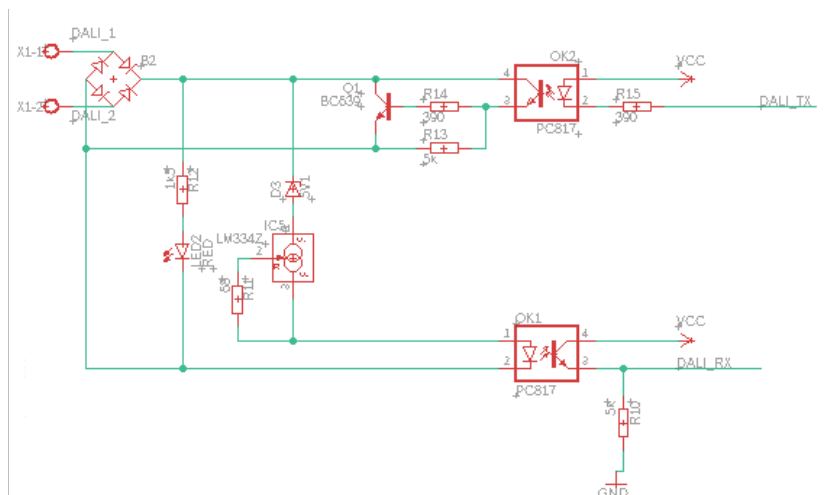 DALI_1
X1-1
B2
X1-2
DALI_2
Q1
BC639
R14
390
R13
5k
OK2
4
1
3
2
PC817
VCC
R15
390
DALI_TX
1k5
R12
LED2
RED
D3
5V1
IC5
LM334Z
2
3
68
R11
OK1
1
4
2
3
PC817
VCC
DALI_RX
5k
R10
GND